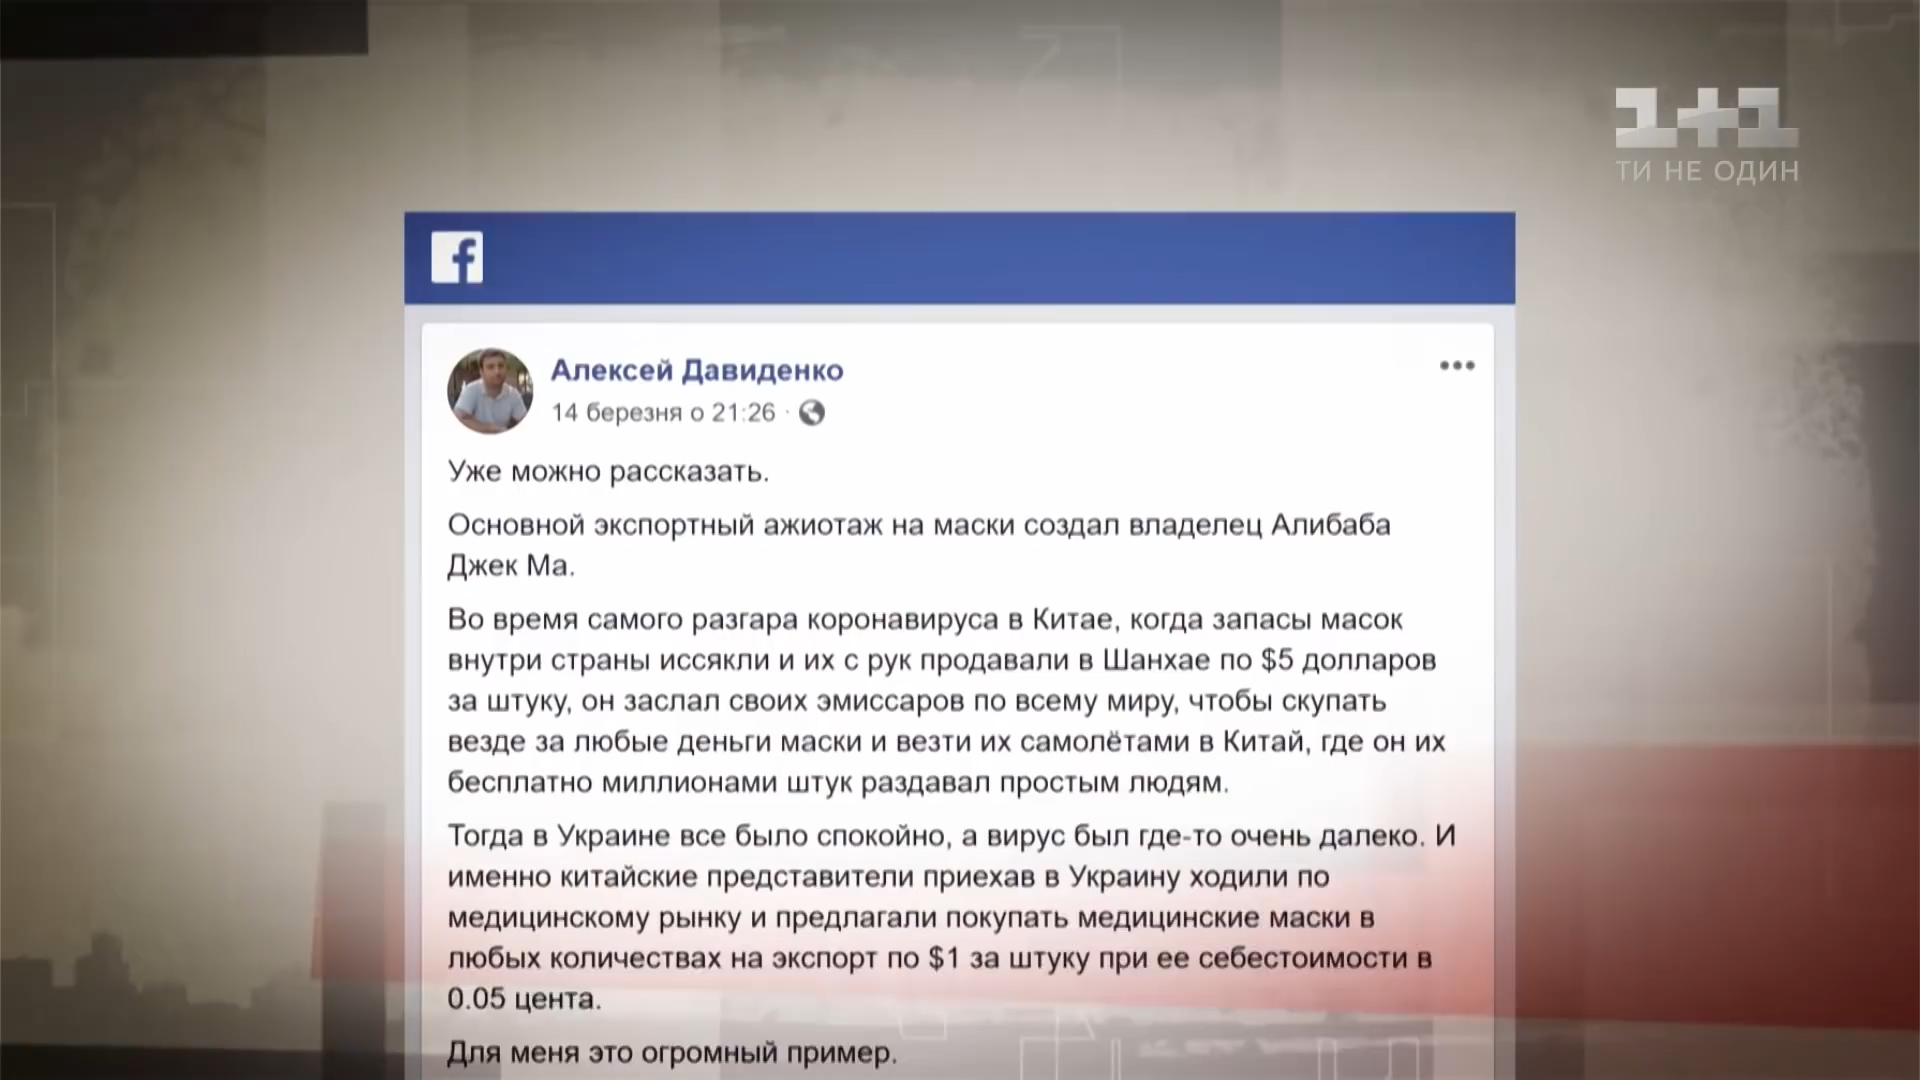 1+1
ТИ НЕ ОДИН
f
Алексей Давиденко
14 березня о 21:26 ·
Уже можно рассказать.
Основной экспортный ажиотаж на маски создал владелец Алибаба
Джек Ма.
Во время самого разгара коронавируса в Китае, когда запасы масок
внутри страны иссякли и их с рук продавали в Шанхае по $5 долларов
за штуку, он заслал своих эмиссаров по всему миру, чтобы скупать
везде за любые деньги маски и везти их самолётами в Китай, где он их
бесплатно миллионами штук раздавал простым людям.
Тогда в Украине все было спокойно, а вирус был где-то очень далеко. И
именно китайские представители приехав в Украину ходили по
медицинскому рынку и предлагали покупать медицинские маски в
любых количествах на экспорт по $1 за штуку при ее себестоимости в
0.05 цента.
Для меня это огромный пример.